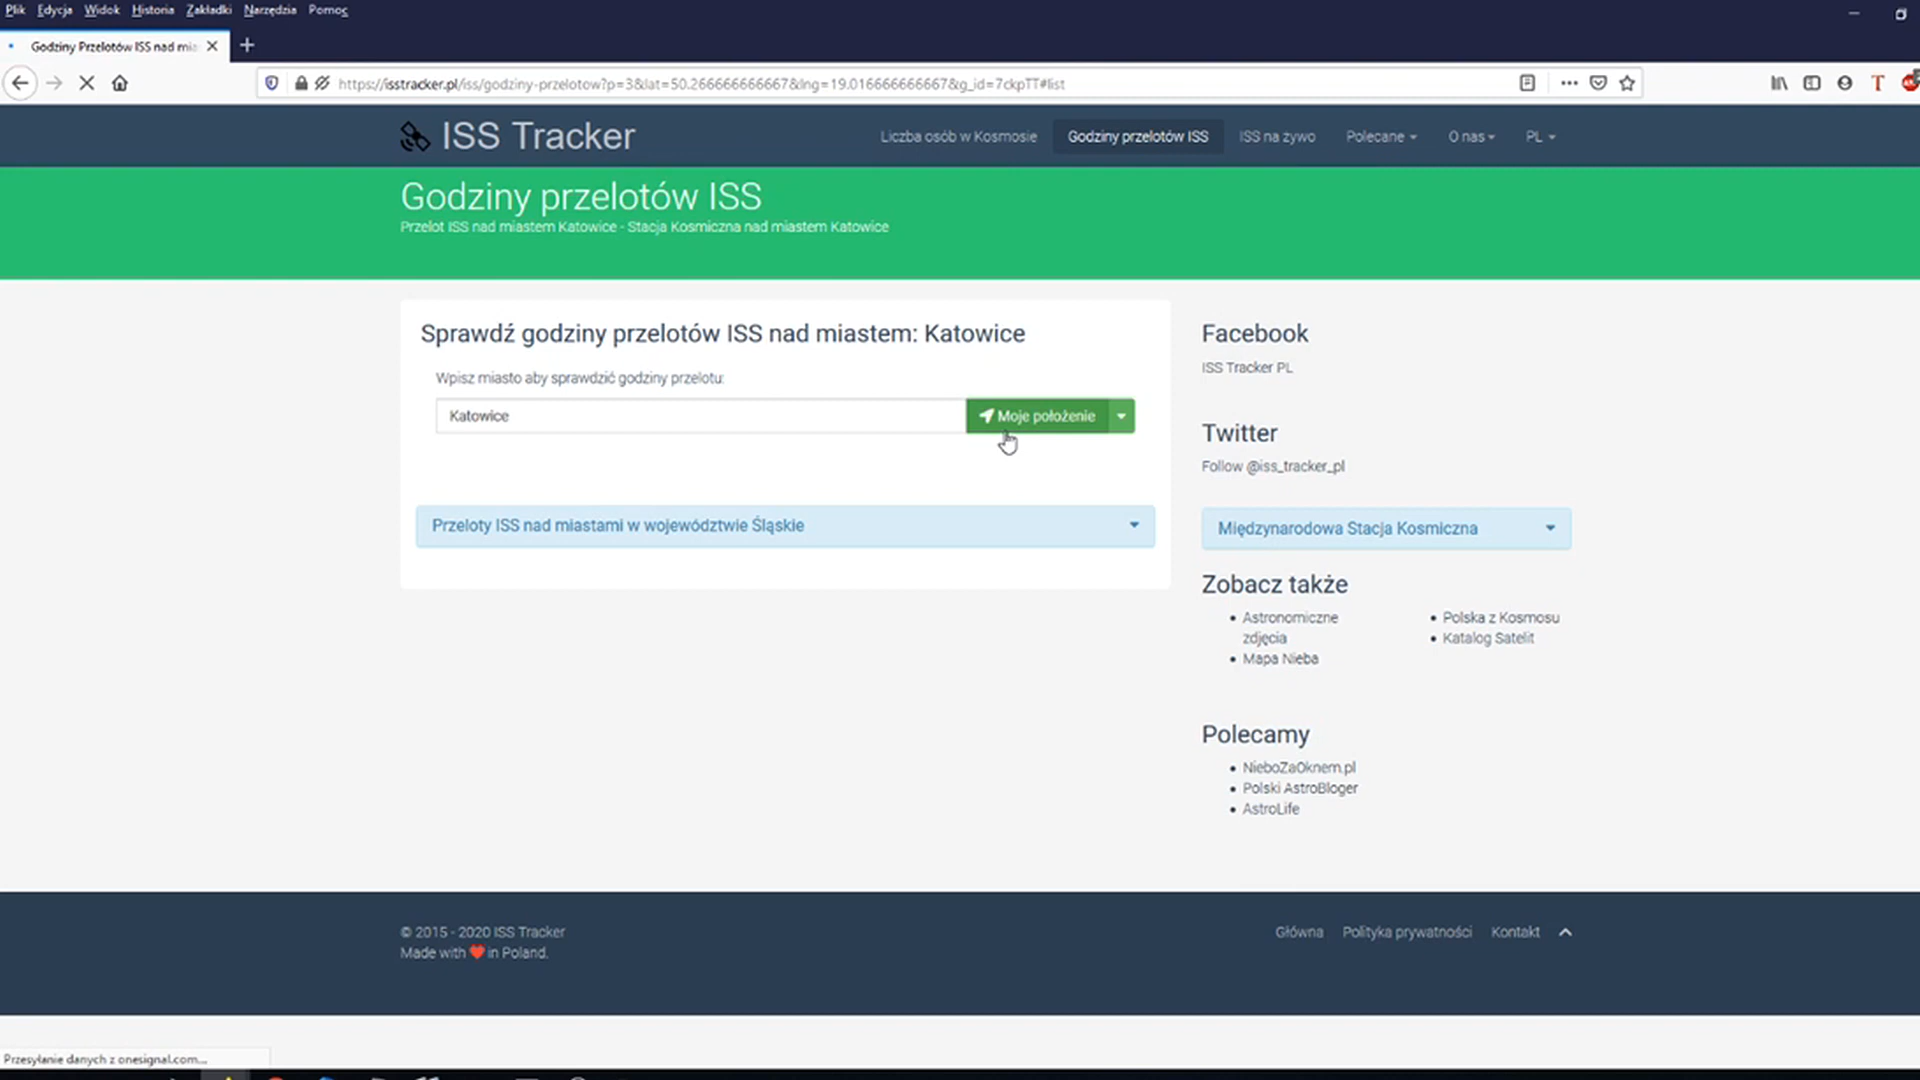 Plik Edycja Widok Historia Zakładki Narzędzia Pomoc
Godziny Przelotów ISS nad mia
https://isstracker.pl/iss/godziny-przelotow?p=3&lat=50.266666666667&lng=19.016666666667&g_id=7ckpTT#list
ISS Tracker
Liczba osób w Kosmosie Godziny przelotów ISS ISS na żywo Polecane O nas PL
Godziny przelotów ISS
Przelot ISS nad miastem Katowice - Stacja Kosmiczna nad miastem Katowice
Sprawdź godziny przelotów ISS nad miastem: Katowice
Wpisz miasto aby sprawdzić godziny przelotu:
Katowice
Moje położenie
Przeloty ISS nad miastami w województwie Śląskie
Facebook
ISS Tracker PL
Twitter
Follow @iss_tracker_pl
Międzynarodowa Stacja Kosmiczna
Zobacz także
Astronomiczne
zdjęcia
Mapa Nieba
Polska z Kosmosu
Katalog Satelit
Polecamy
NieboZaOknem.pl
Polski AstroBloger
AstroLife
© 2015 - 2020 ISS Tracker
Made with ❤ in Poland.
Główna Polityka prywatności Kontakt
Przesyłanie danych z onesignal.com...